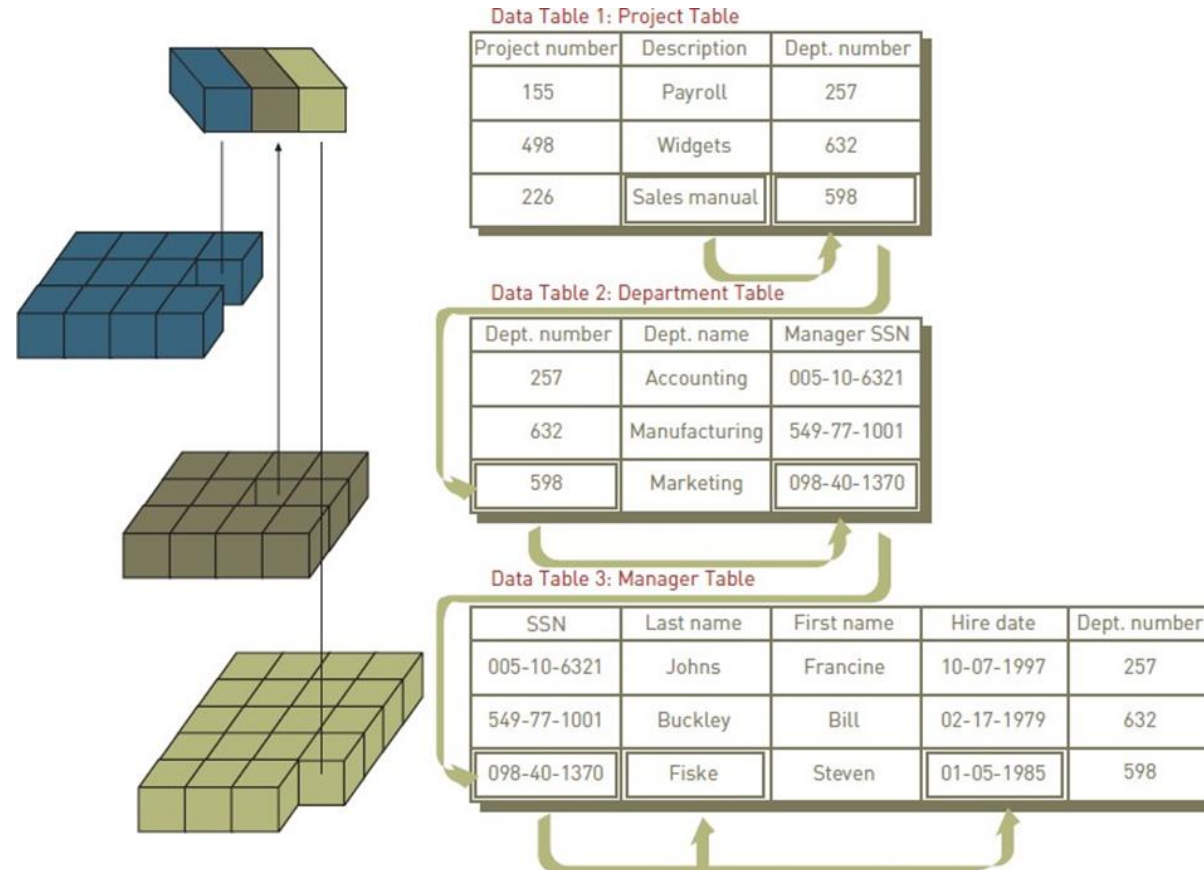 Data Table 1: Project Table
Project number Description Dept. number
155 Payroll 257
498 Widgets 632
226 Sales manual 598
Data Table 2: Department Table
Dept. number Dept. name Manager SSN
257 Accounting 005-10-6321
632 Manufacturing 549-77-1001
598 Marketing 098-40-1370
Data Table 3: Manager Table
SSN Last name First name Hire date Dept. number
005-10-6321 Johns Francine 10-07-1997 257
549-77-1001 Buckley Bill 02-17-1979 632
098-40-1370 Fiske Steven 01-05-1985 598